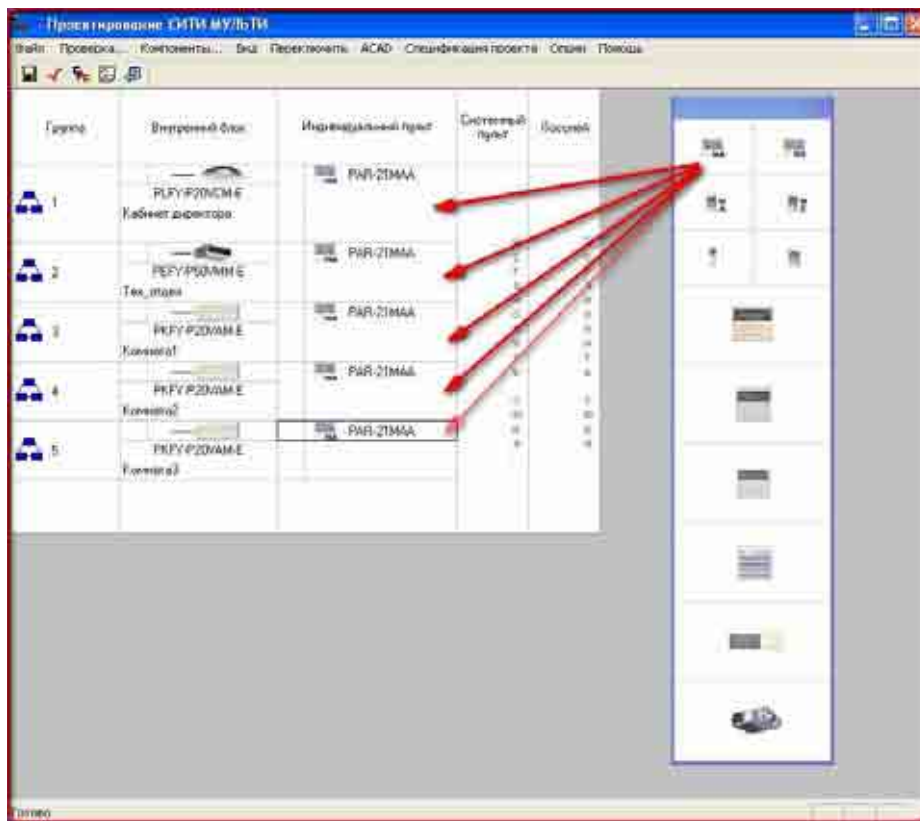 Проектирование СИТИ МУЛЬТИ
Файл Проверка... Компоненты... Вид Переключить ACAD Спецификация проекта Опции Помощь
Группа Внутренний блок Индивидуальный пульт Системный пульт
PAR-21MAA
1 PLFY-P20VCM-E
Кабинет директора
PAR-21MAA
2 PEFY-P50VMM-E
Тех_отдел
PAR-21MAA
3 PKFY-P20VAM-E
Комната1
PAR-21MAA
4 PKFY-P20VAM-E
Комната2
PAR-21MAA
5 PKFY-P20VAM-E
Комната3
Готово